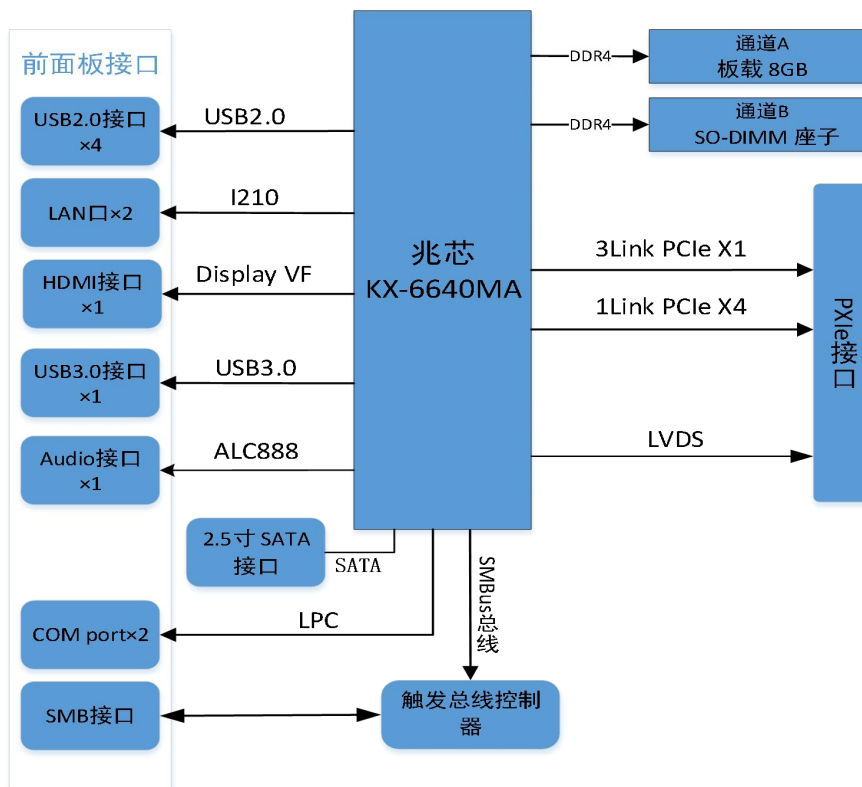 前面板接口
USB2.0接口
×4
LAN口×2
HDMI接口
×1
USB3.0接口
×1
Audio接口
×1
COM port×2
SMB接口
USB2.0
I210
Display VF
USB3.0
ALC888
2.5寸 SATA
接口
SATA
LPC
SMBus总线
触发总线控制
器
兆芯
KX-6640MA
DDR4
通道A
板载 8GB
DDR4
通道B
SO-DIMM 座子
3Link PCIe X1
1Link PCIe X4
LVDS
PXIe接口